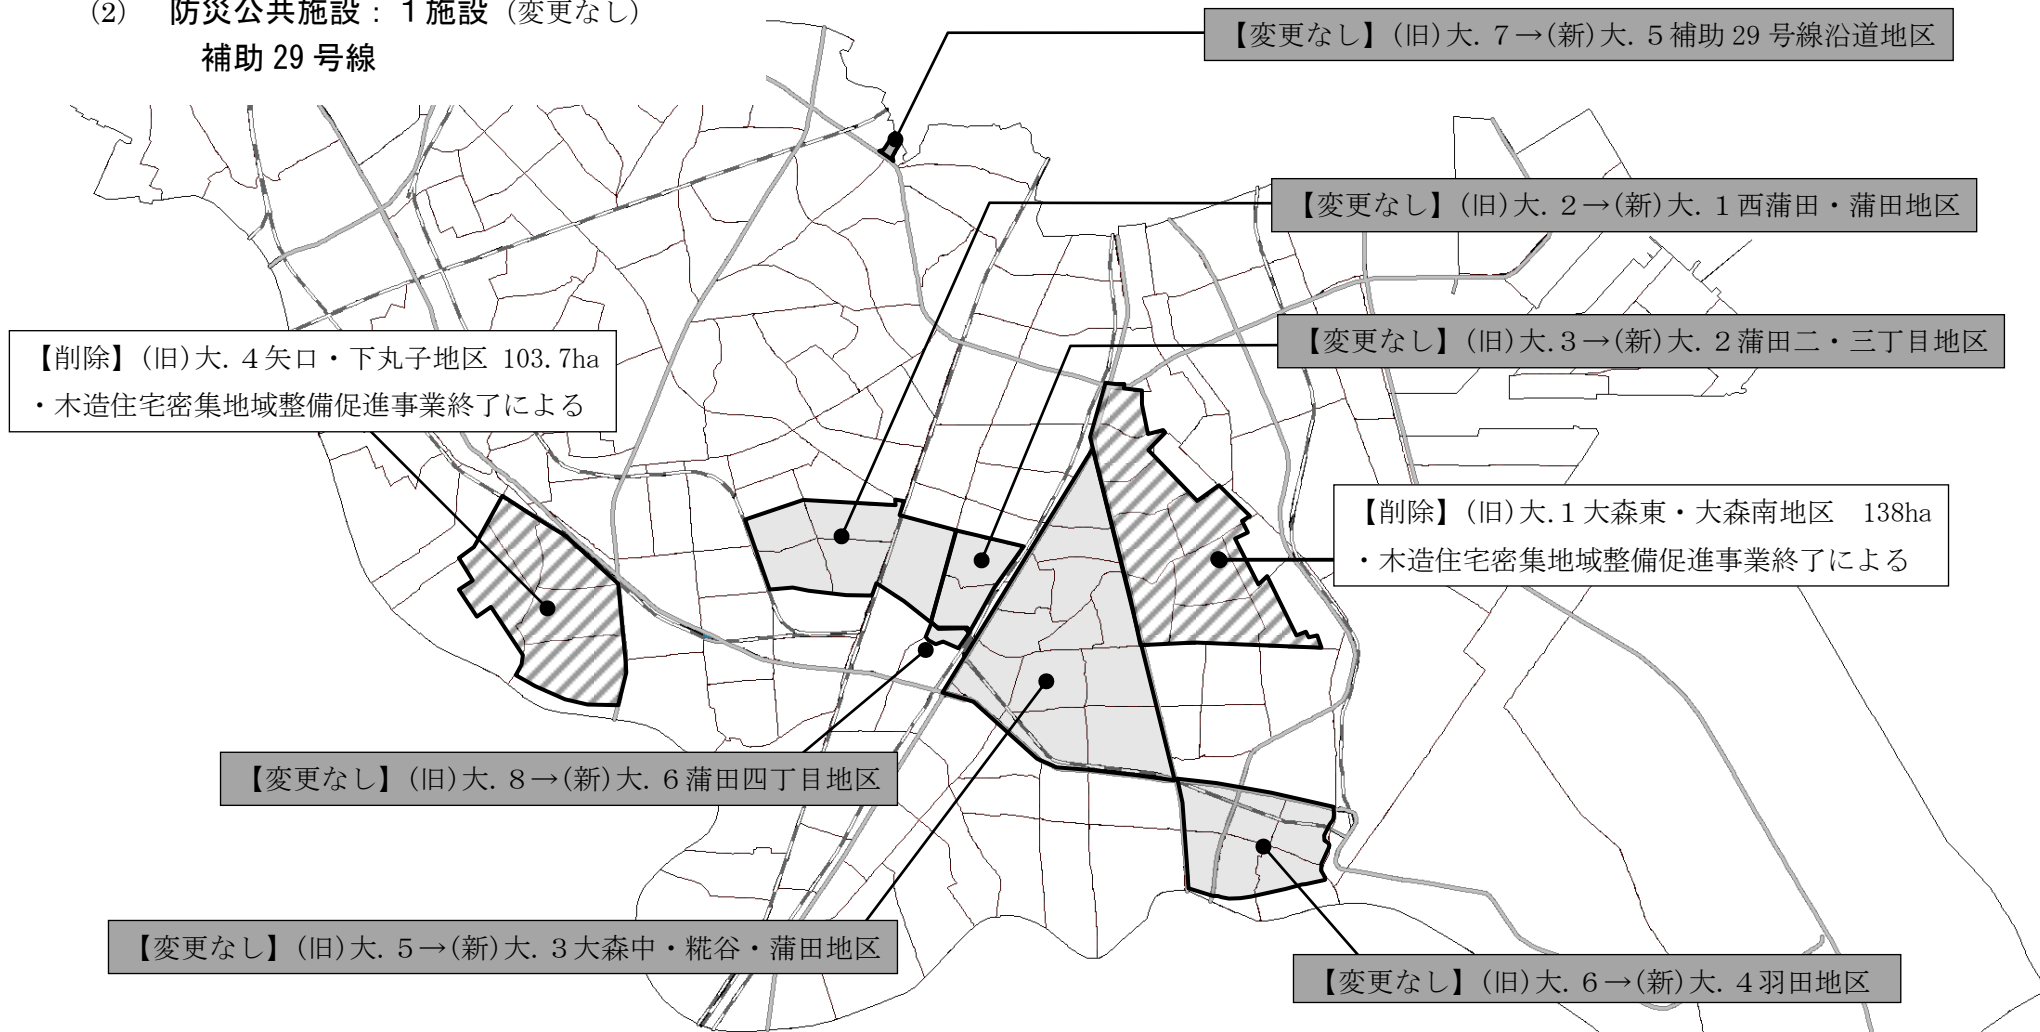 (2) 防災公共施設：１施設（変更なし）
補助 29 号線
【変更なし】(旧)大. ７→(新)大. ５補助 29 号線沿道地区
【変更なし】(旧)大. ２→(新)大. １西蒲田・蒲田地区
【変更なし】(旧)大.３→(新)大. ２蒲田二・三丁目地区
【削除】(旧)大. ４矢口・下丸子地区 103.7ha
・木造住宅密集地域整備促進事業終了による
【削除】(旧)大.１大森東・大森南地区　138ha
・木造住宅密集地域整備促進事業終了による
【変更なし】(旧)大. ８→(新)大. ６蒲田四丁目地区
【変更なし】(旧)大. ５→(新)大. ３大森中・糀谷・蒲田地区
【変更なし】(旧)大. ６→(新)大. ４羽田地区